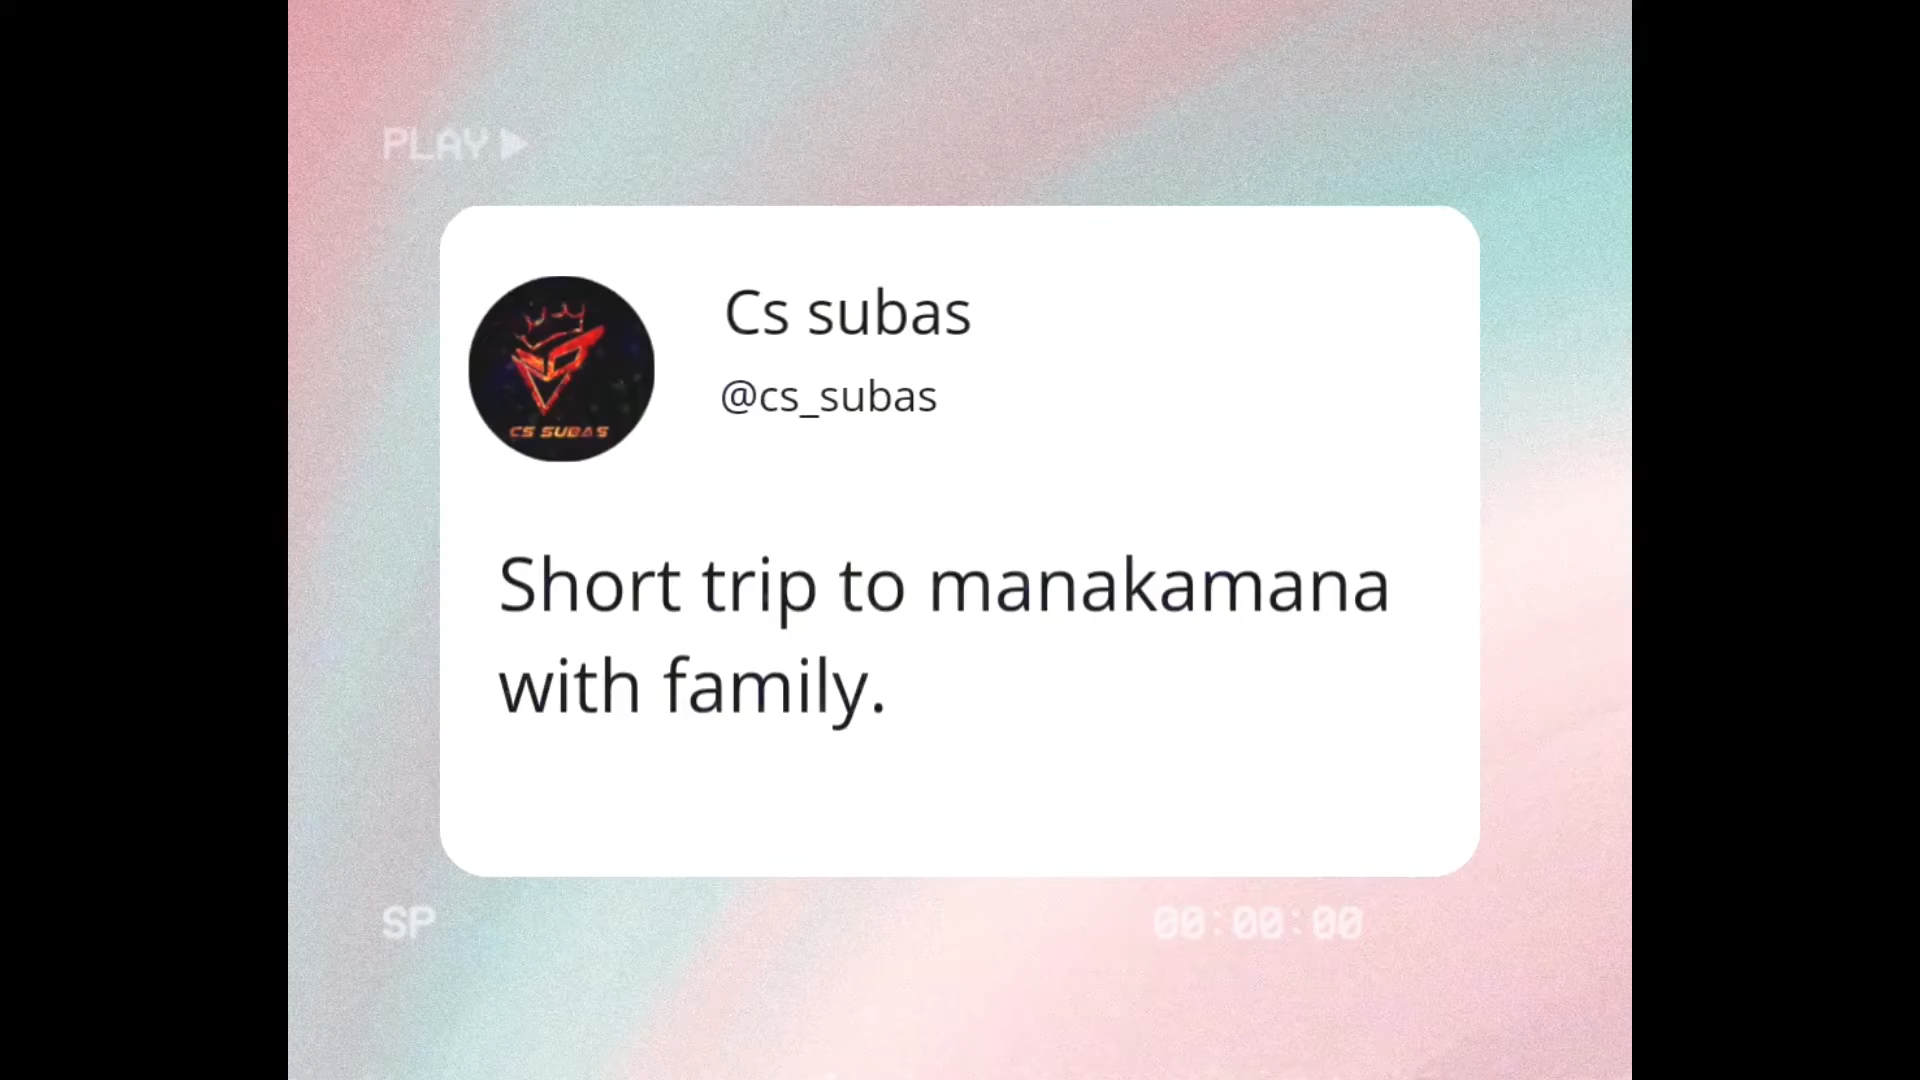 PLAY
Cs subas
@cs_subas
CS SUBAS
Short trip to manakamana
with family.
SP
00:00:00